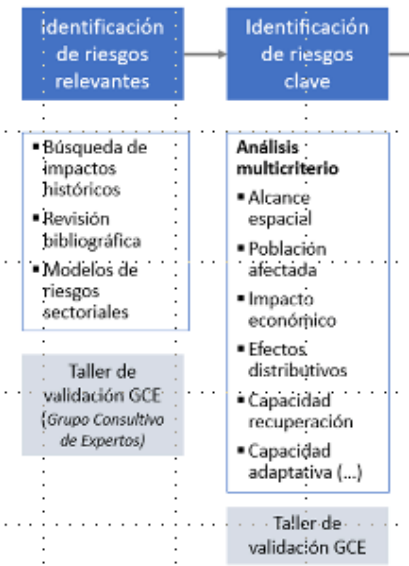 Identificación
de riesgos
relevantes
Identificación
de riesgos
clave
▪ Búsqueda de
impactos
históricos
▪ Revisión
bibliográfica
▪ Modelos de
riesgos
sectoriales
Taller de
validación GCE
(Grupo Consultivo
de Expertos)
Análisis
multicriterio
▪ Alcance
espacial
▪ Población
afectada
▪ Impacto
económico
▪ Efectos
distributivos
▪ Capacidad
recuperación
▪ Capacidad
adaptativa (...)
Taller de
validación GCE